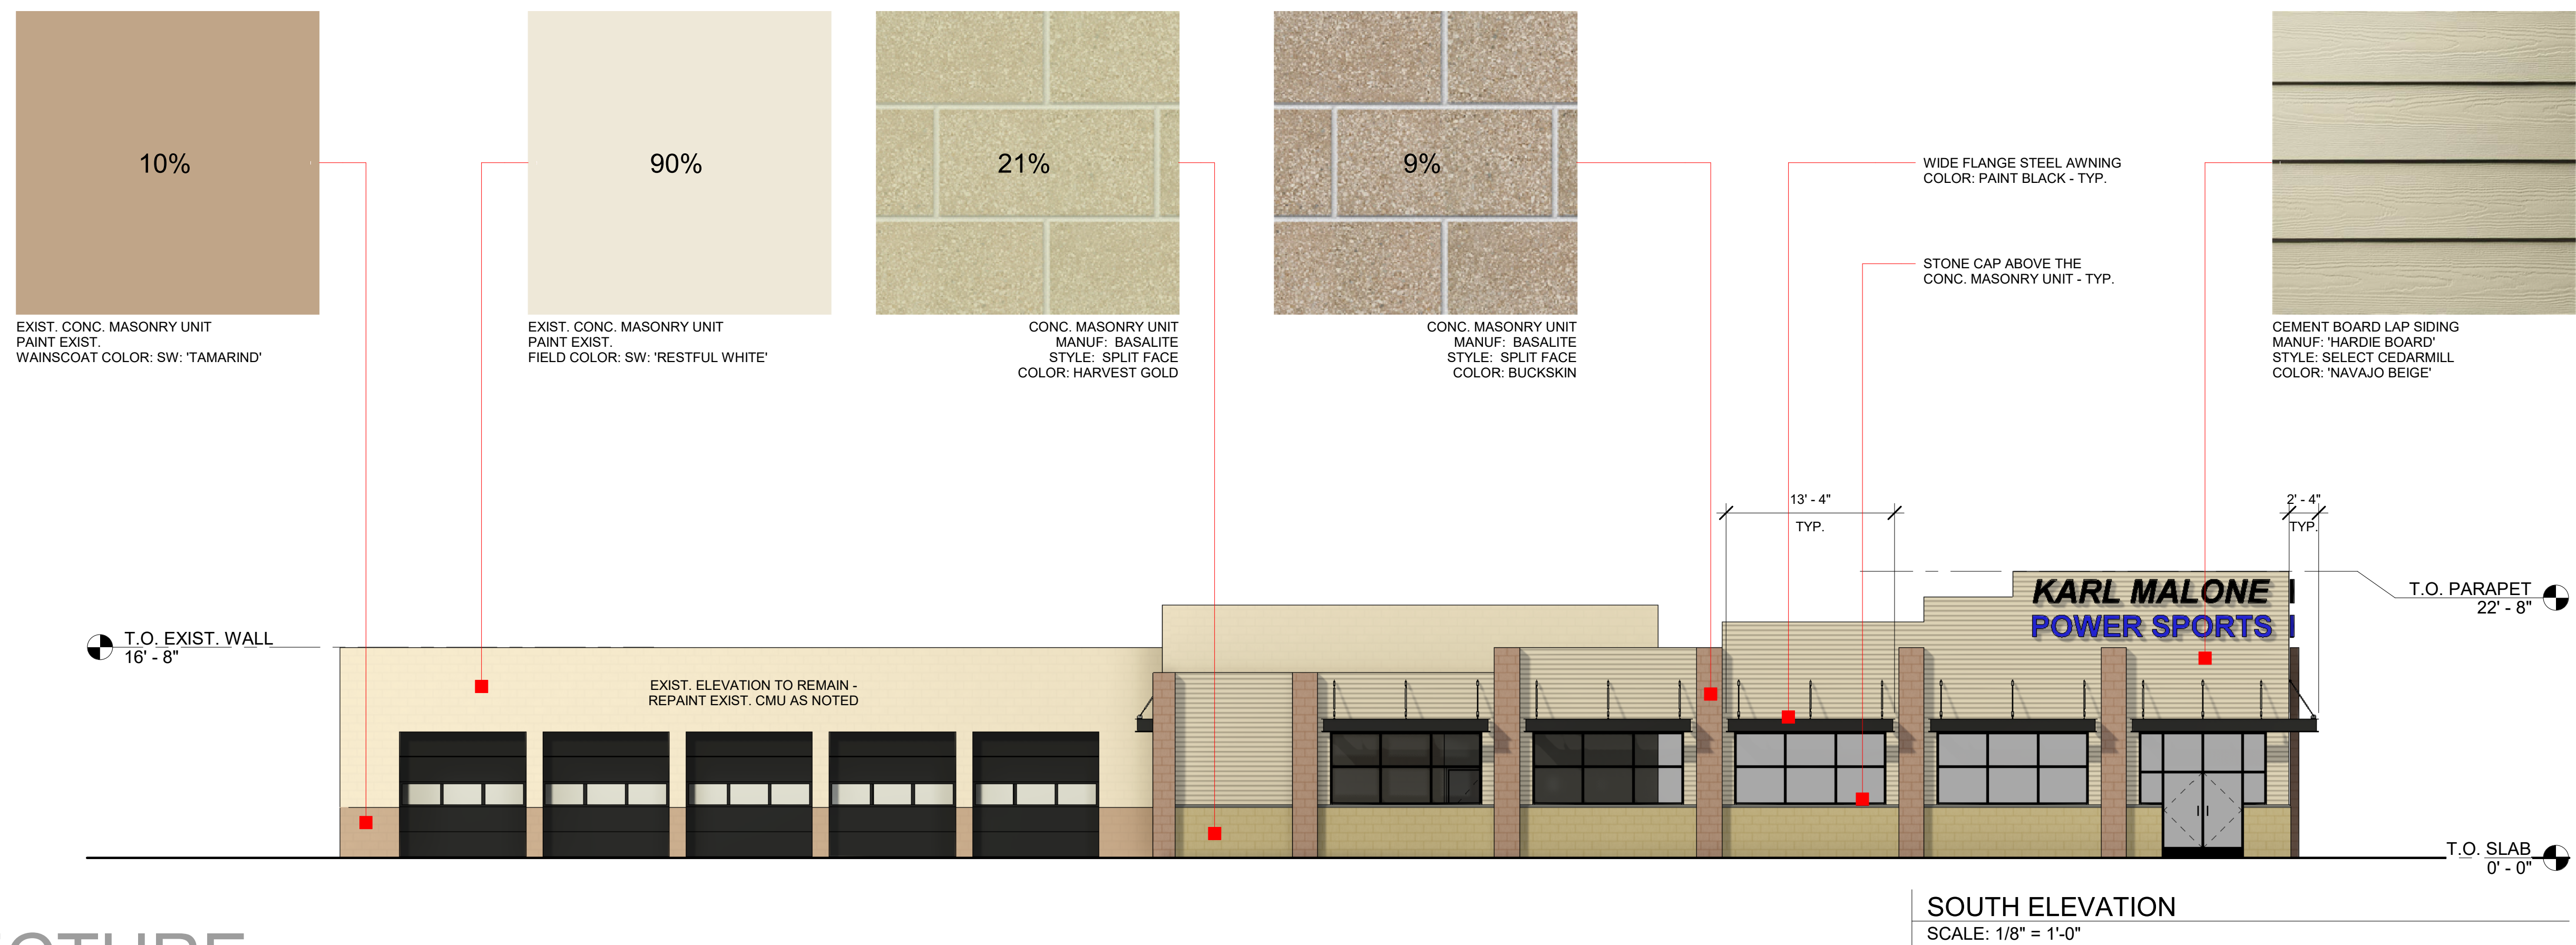 10%
90%
21%
9%
WIDE FLANGE STEEL AWNING
COLOR: PAINT BLACK - TYP.
STONE CAP ABOVE THE
CONC. MASONRY UNIT - TYP.
EXIST. CONC. MASONRY UNIT
PAINT EXIST.
WAINSCOAT COLOR: SW: 'TAMARIND'
EXIST. CONC. MASONRY UNIT
PAINT EXIST.
FIELD COLOR: SW: 'RESTFUL WHITE'
CONC. MASONRY UNIT
MANUF: BASALITE
STYLE: SPLIT FACE
COLOR: HARVEST GOLD
CONC. MASONRY UNIT
MANUF: BASALITE
STYLE: SPLIT FACE
COLOR: BUCKSKIN
CEMENT BOARD LAP SIDING
MANUF: 'HARDIE BOARD'
STYLE: SELECT CEDARMILL
COLOR: 'NAVAJO BEIGE'
13' - 4"
TYP.
2' - 4"
TYP.
KARL MALONE
POWER SPORTS
T.O. PARAPET
22' - 8"
T.O. EXIST. WALL
16' - 8"
EXIST. ELEVATION TO REMAIN -
REPAINT EXIST. CMU AS NOTED
T.O. SLAB
0' - 0"
SOUTH ELEVATION
SCALE: 1/8" = 1'-0"